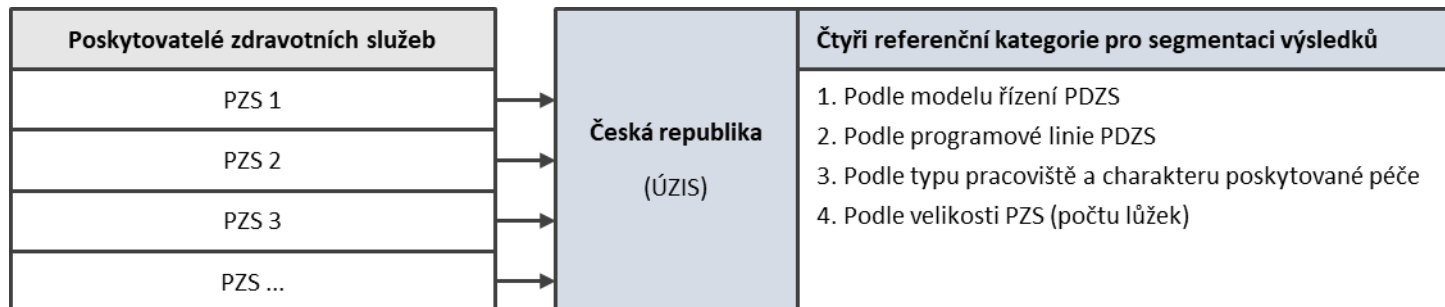 Poskytovatelé zdravotních služeb
PZS 1
PZS 2
PZS 3
PZS ...
Česká republika
(ÚZIS)
Čtyři referenční kategorie pro segmentaci výsledků
1. Podle modelu řízení PDZS
2. Podle programové linie PDZS
3. Podle typu pracoviště a charakteru poskytované péče
4. Podle velikosti PZS (počtu lůžek)